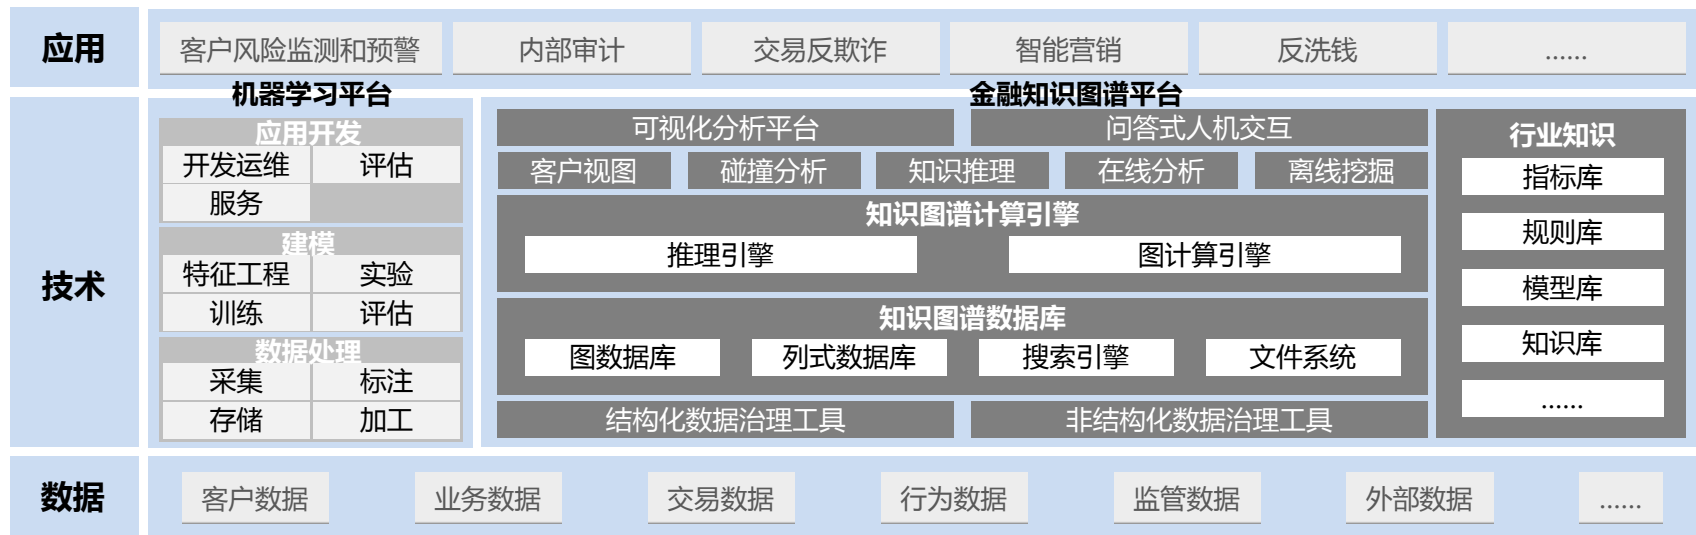 应用
客户风险监测和预警
内部审计
交易反欺诈
智能营销
反洗钱
......
技术
机器学习平台
应用开发
开发运维
评估
服务
建模
特征工程
实验
训练
评估
数据处理
采集
标注
存储
加工
金融知识图谱平台
可视化分析平台
问答式人机交互
客户视图
碰撞分析
知识推理
在线分析
离线挖掘
知识图谱计算引擎
推理引擎
图计算引擎
知识图谱数据库
图数据库
列式数据库
搜索引擎
文件系统
结构化数据治理工具
非结构化数据治理工具
行业知识
指标库
规则库
模型库
知识库
......
数据
客户数据
业务数据
交易数据
行为数据
监管数据
外部数据
......